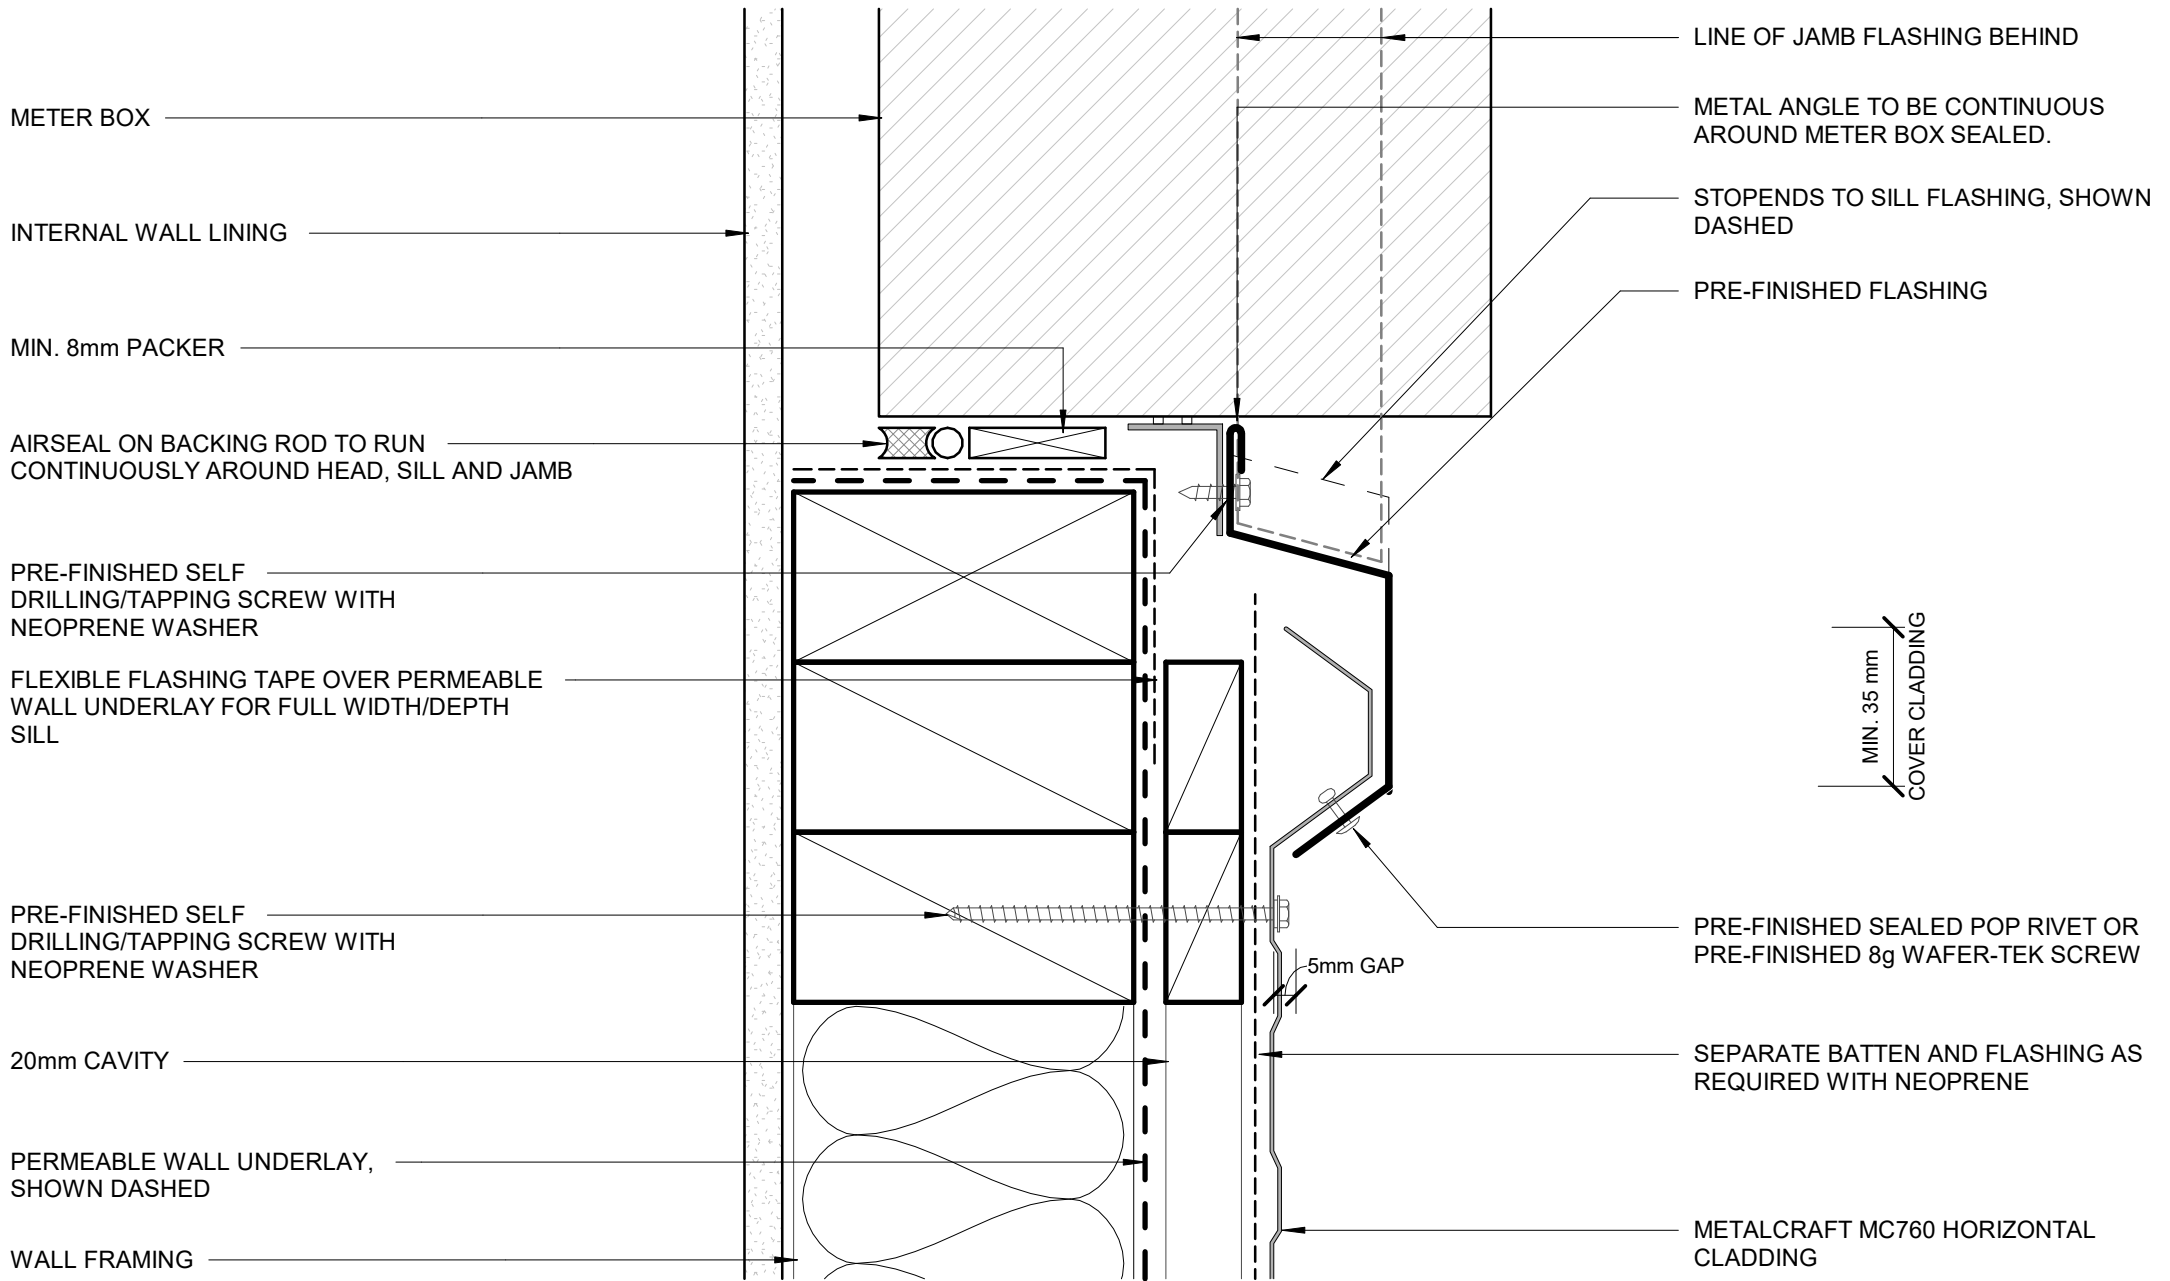 METER BOX
INTERNAL WALL LINING
MIN. 8mm PACKER
AIRSEAL ON BACKING ROD TO RUN
CONTINUOUSLY AROUND HEAD, SILL AND JAMB
PRE-FINISHED SELF
DRILLING/TAPPING SCREW WITH
NEOPRENE WASHER
FLEXIBLE FLASHING TAPE OVER PERMEABLE
WALL UNDERLAY FOR FULL WIDTH/DEPTH
SILL
PRE-FINISHED SELF
DRILLING/TAPPING SCREW WITH
NEOPRENE WASHER
20mm CAVITY
PERMEABLE WALL UNDERLAY,
SHOWN DASHED
WALL FRAMING
5mm GAP
LINE OF JAMB FLASHING BEHIND
METAL ANGLE TO BE CONTINUOUS
AROUND METER BOX SEALED.
STOPENDS TO SILL FLASHING, SHOWN
DASHED
PRE-FINISHED FLASHING
MIN. 35 mm
COVER CLADDING
PRE-FINISHED SEALED POP RIVET OR
PRE-FINISHED 8g WAFER-TEK SCREW
SEPARATE BATTEN AND FLASHING AS
REQUIRED WITH NEOPRENE
METALCRAFT MC760 HORIZONTAL
CLADDING